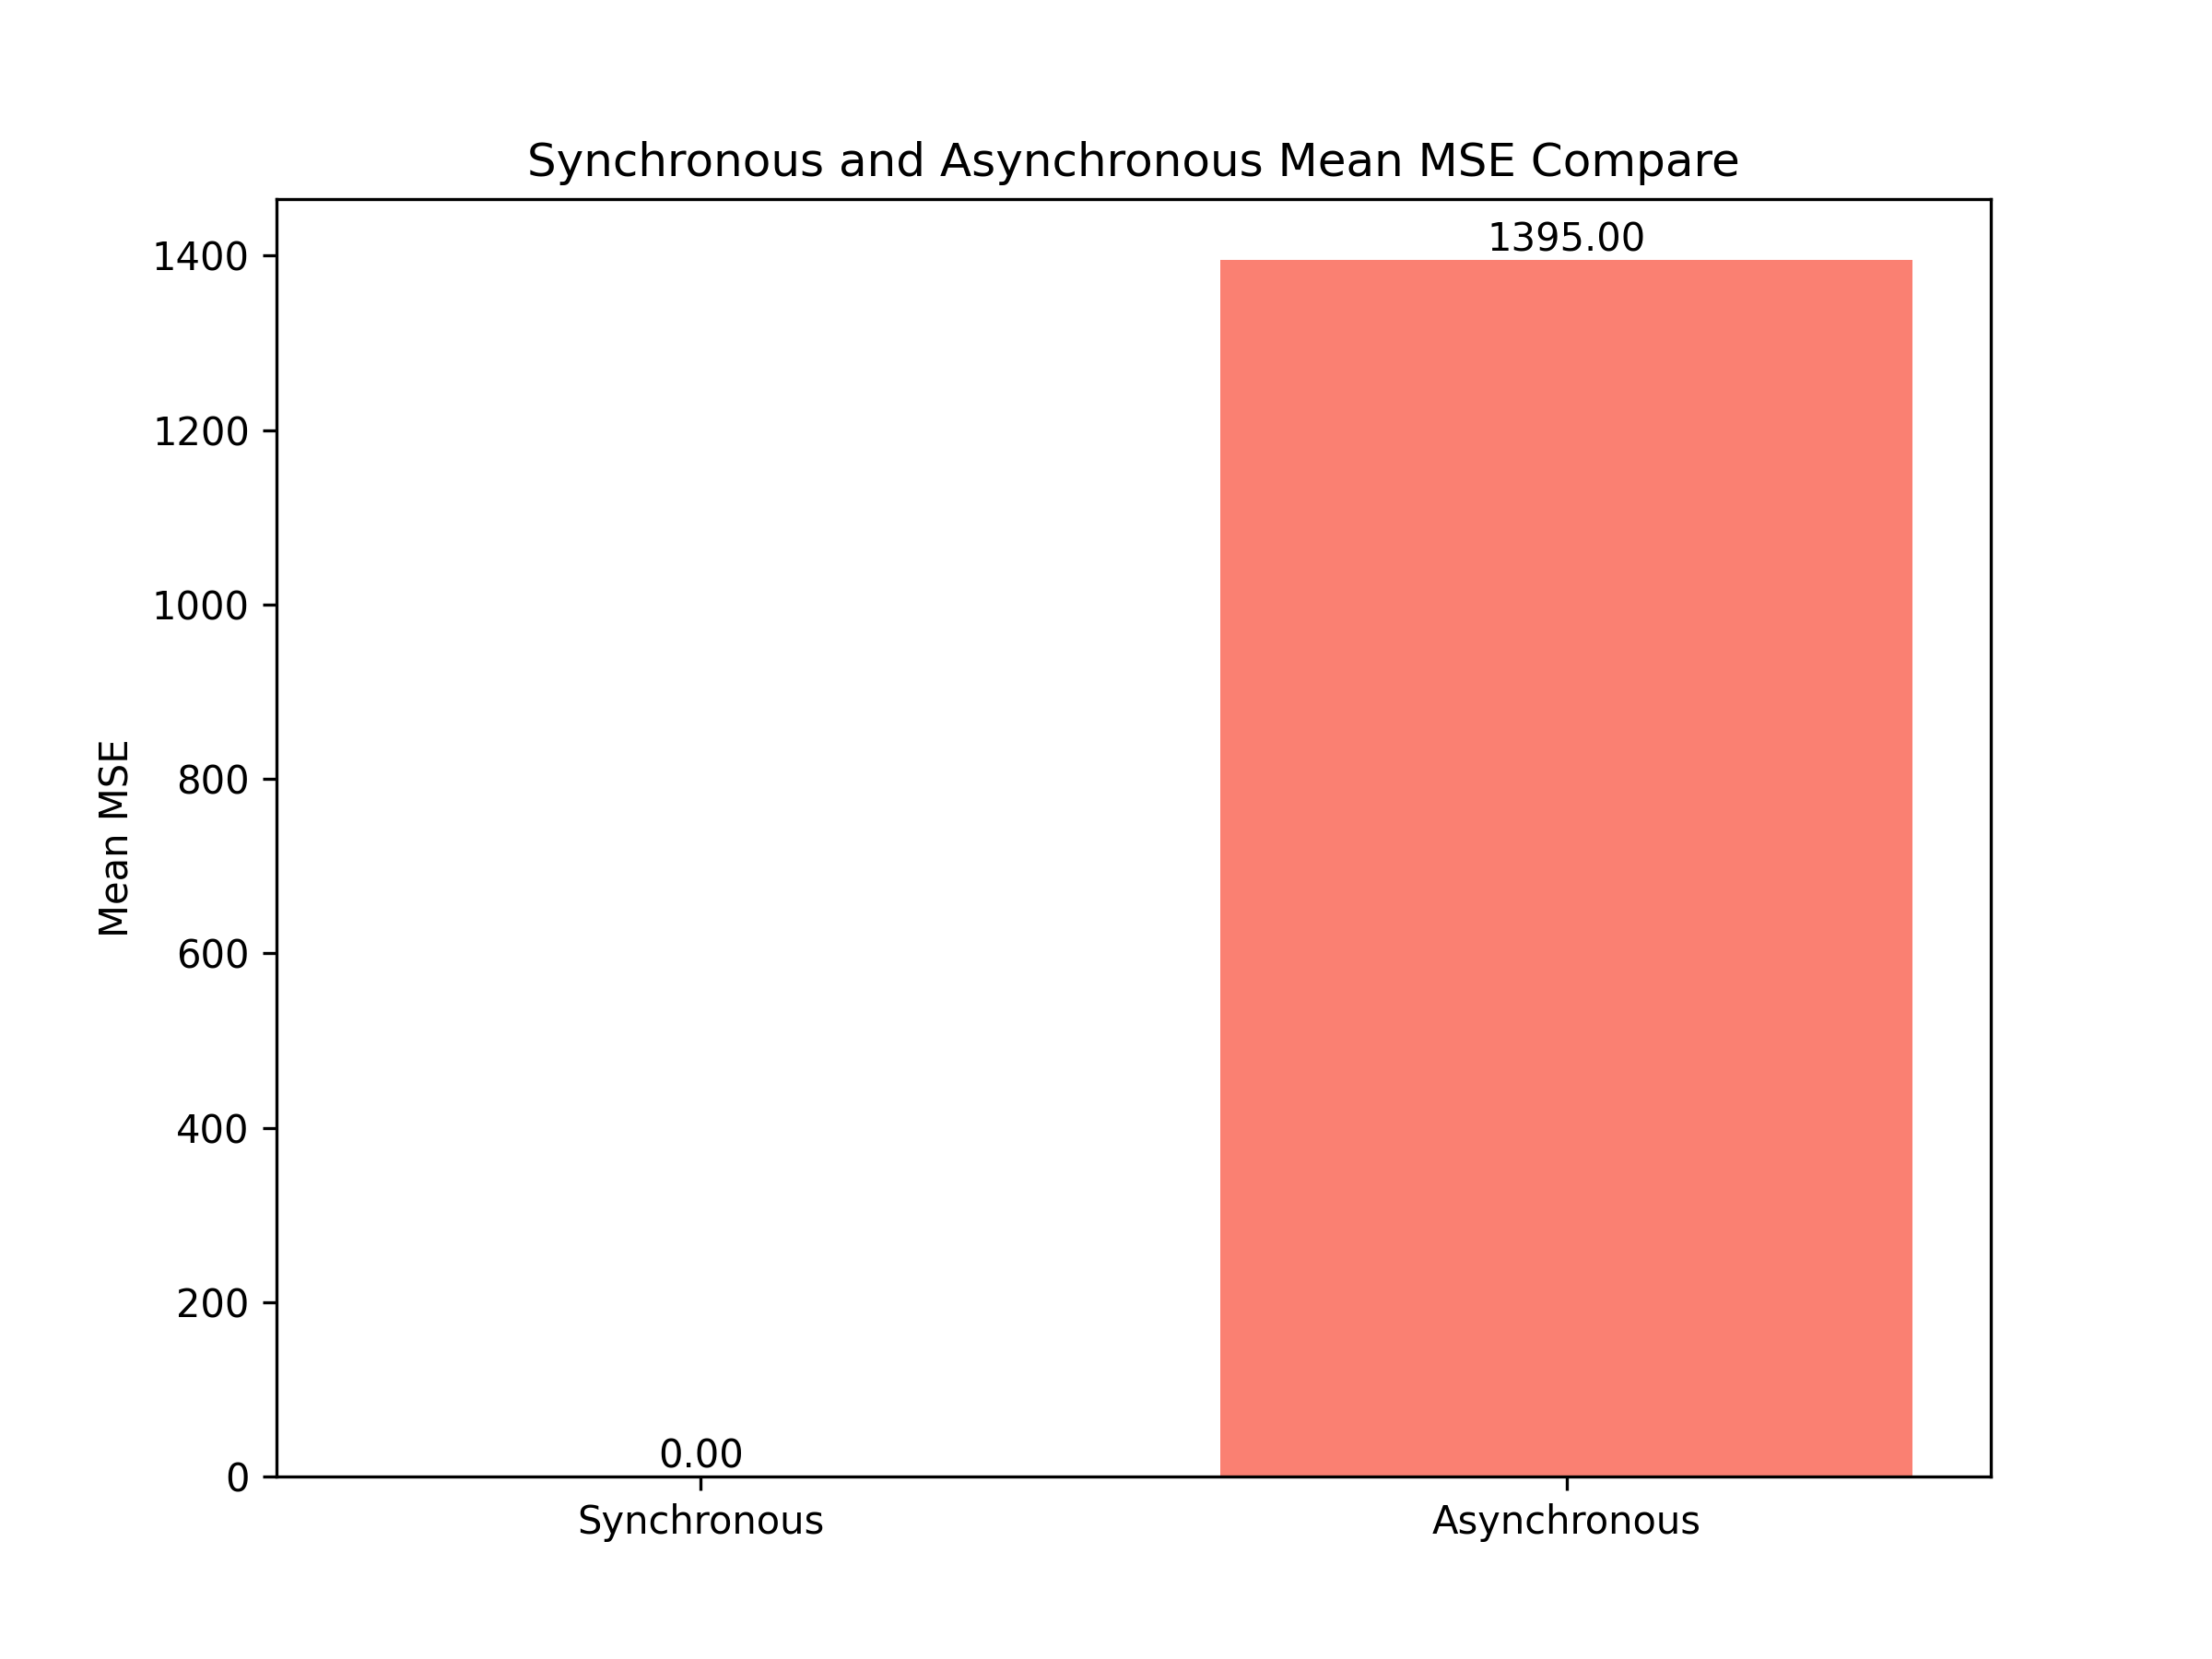 Synchronous and Asynchronous Mean MSE Compare
1395.00
1400
1200
1000
800
600
400
200
0
Mean MSE
0.00
Synchronous
Asynchronous